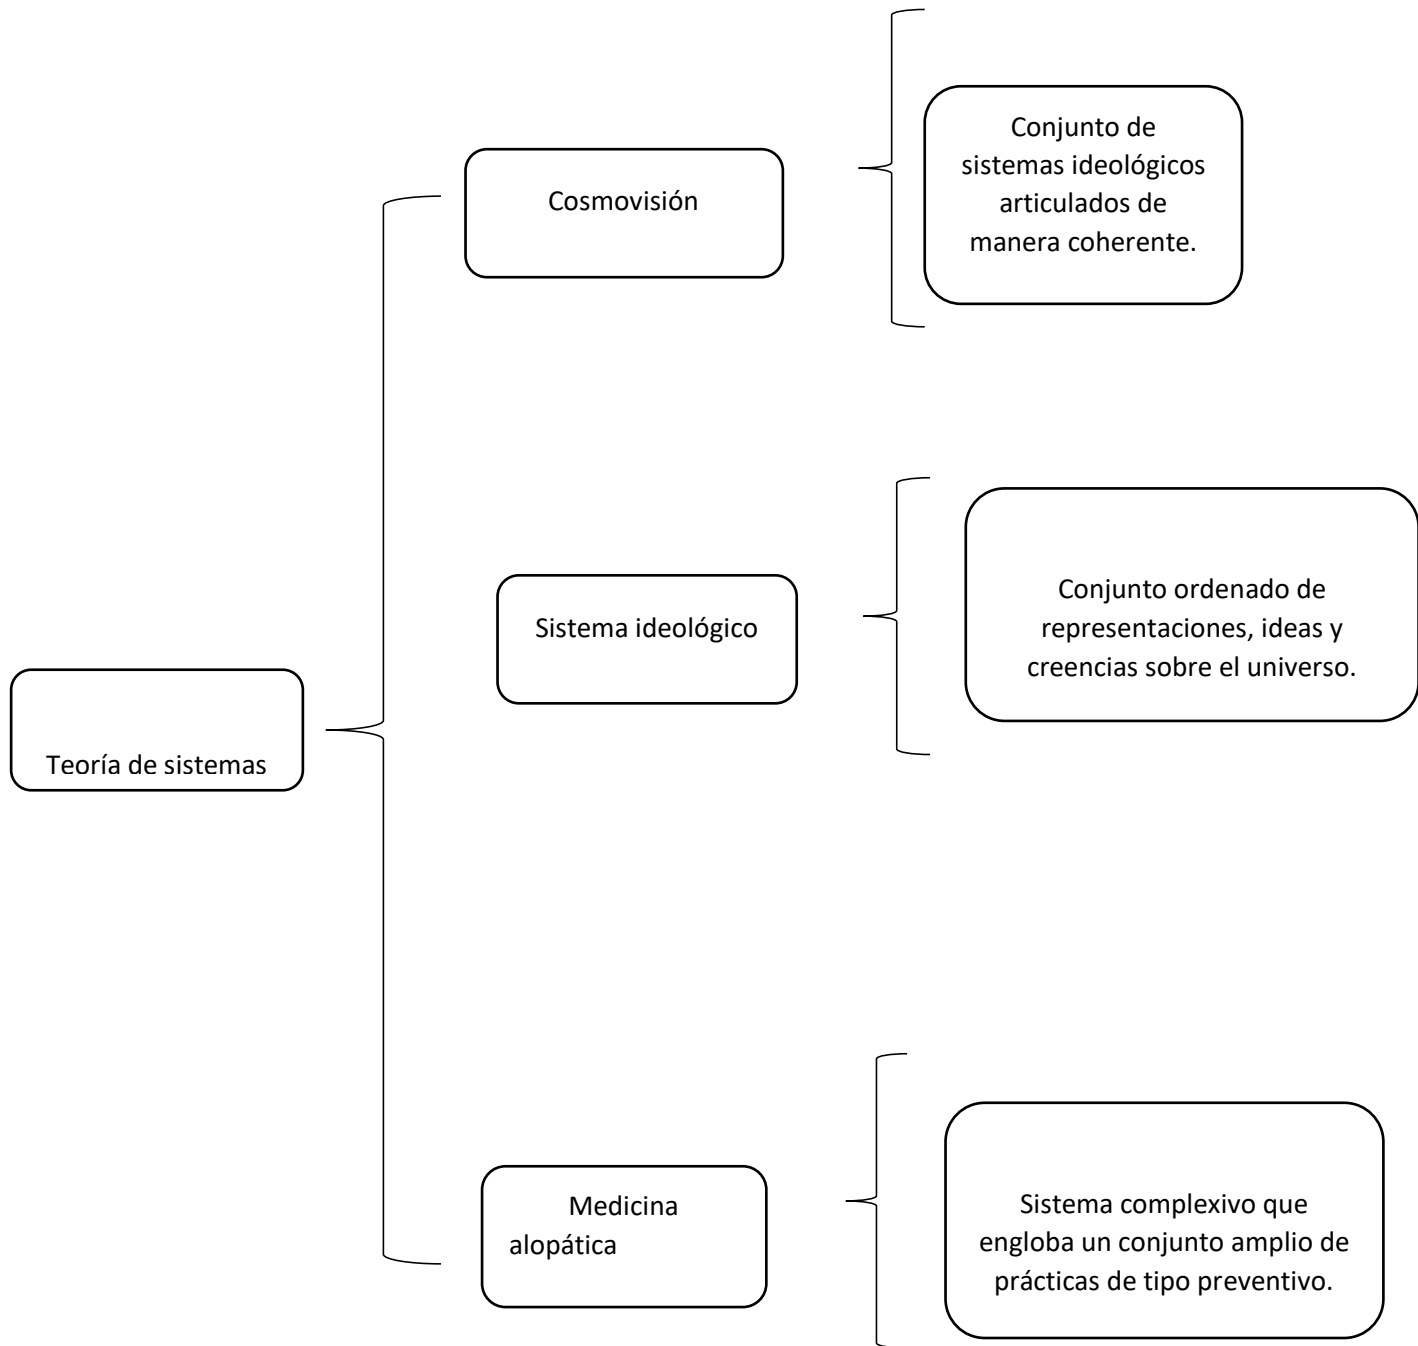 Cosmovisión
Conjunto de
sistemas ideológicos
articulados de
manera coherente.
Sistema ideológico
Conjunto ordenado de
representaciones, ideas y
creencias sobre el universo.
Teoría de sistemas
Medicina
alopática
Sistema complexivo que
engloba un conjunto amplio de
prácticas de tipo preventivo.